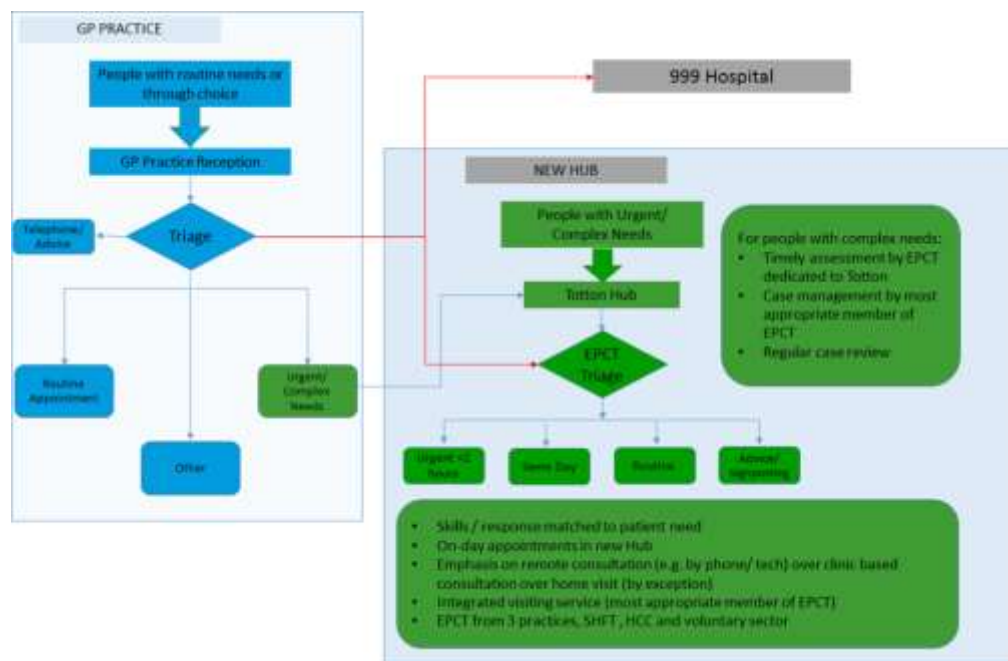 GP PRACTICE
People with routine needs or
through choice
GP Practice Reception
Triage
Telephone/
Advice
Routine
Appointment
Urgent/
Complex
Needs
Other
999 Hospital
NEW HUB
People with Urgent/
Complex Needs
Totton Hub
EPCT
Triage
Urgent <2
hours
Same Day
Routine
Advice/
signposting
For people with complex needs:
• Timely assessment by EPCT
dedicated to Totton
• Case management by most
appropriate member of
EPCT
• Regular case review
• Skills / response matched to patient need
• On-day appointments in new Hub
• Emphasis on remote consultation (e.g. by phone/ tech) over clinic based
consultation over home visit (by exception)
• Integrated visiting service (most appropriate member of EPCT)
• EPCT from 3 practices, SHFT, HCC and voluntary sector